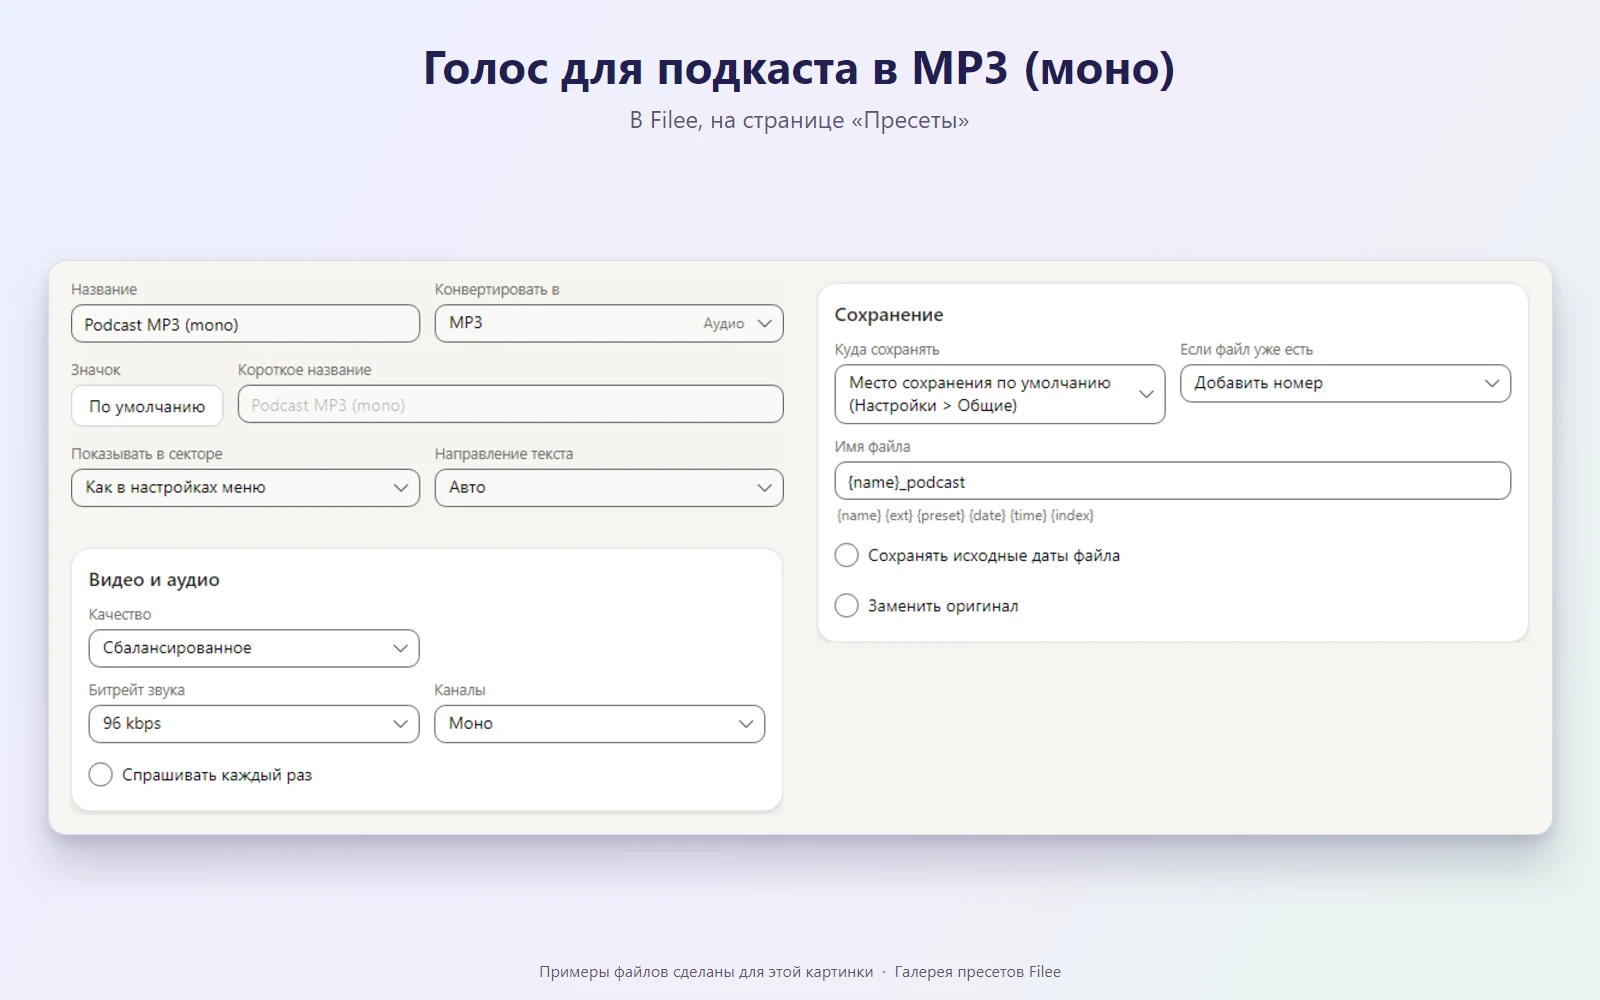 Голос для подкаста в MP3 (моно)
В Filee, на странице «Пресеты»
Название
Podcast MP3 (mono)
Конвертировать в
MP3 Аудио
Значок
По умолчанию
Короткое название
Podcast MP3 (mono)
Показывать в секторе
Как в настройках меню
Направление текста
Авто
Видео и аудио
Качество
Сбалансированное
Битрейт звука
96 kbps
Каналы
Моно
Спрашивать каждый раз
Сохранение
Куда сохранять
Место сохранения по умолчанию
(Настройки > Общие)
Если файл уже есть
Добавить номер
Имя файла
{name}_podcast
{name} {ext} {preset} {date} {time} {index}
Сохранять исходные даты файла
Заменить оригинал
Примеры файлов сделаны для этой картинки · Галерея пресетов Filee